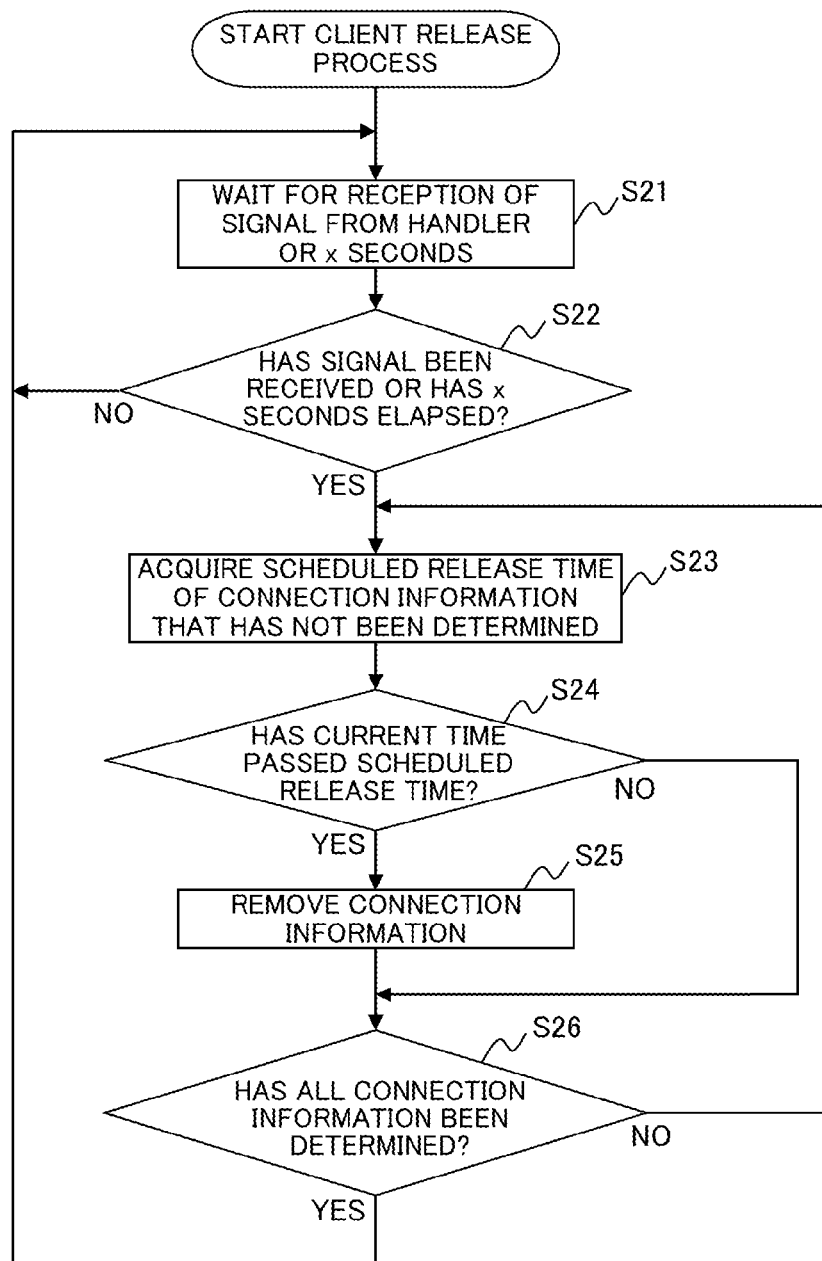 START CLIENT RELEASE
PROCESS
WAIT FOR RECEPTION OF
SIGNAL FROM HANDLER
OR x SECONDS
S21
S22
HAS SIGNAL BEEN
RECEIVED OR HAS x
SECONDS ELAPSED?
NO
YES
ACQUIRE SCHEDULED RELEASE TIME
OF CONNECTION INFORMATION
THAT HAS NOT BEEN DETERMINED
S23
S24
HAS CURRENT TIME
PASSED SCHEDULED
RELEASE TIME?
NO
YES
S25
REMOVE CONNECTION
INFORMATION
S26
HAS ALL CONNECTION
INFORMATION BEEN
DETERMINED?
NO
YES